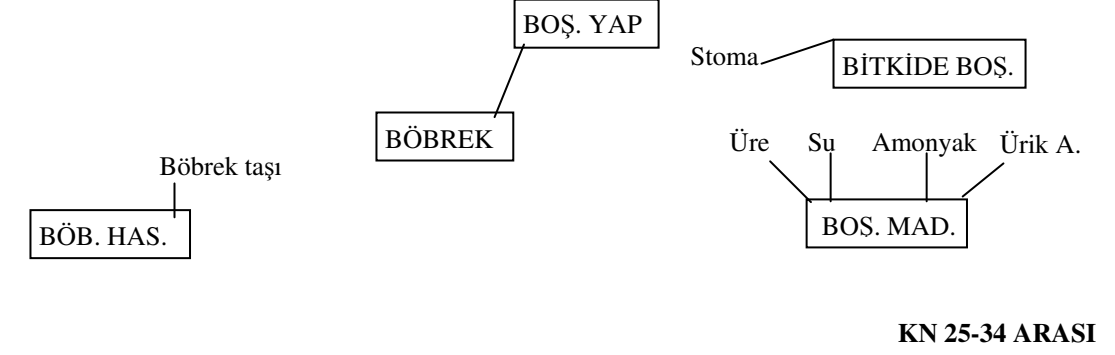 BOŞ. YAP
Stoma
BİTKİDE BOŞ.
BÖBREK
Üre Su Amonyak Ürik A.
Böbrek taşı
BÖB. HAS.
BOŞ. MAD.
KN 25-34 ARASI